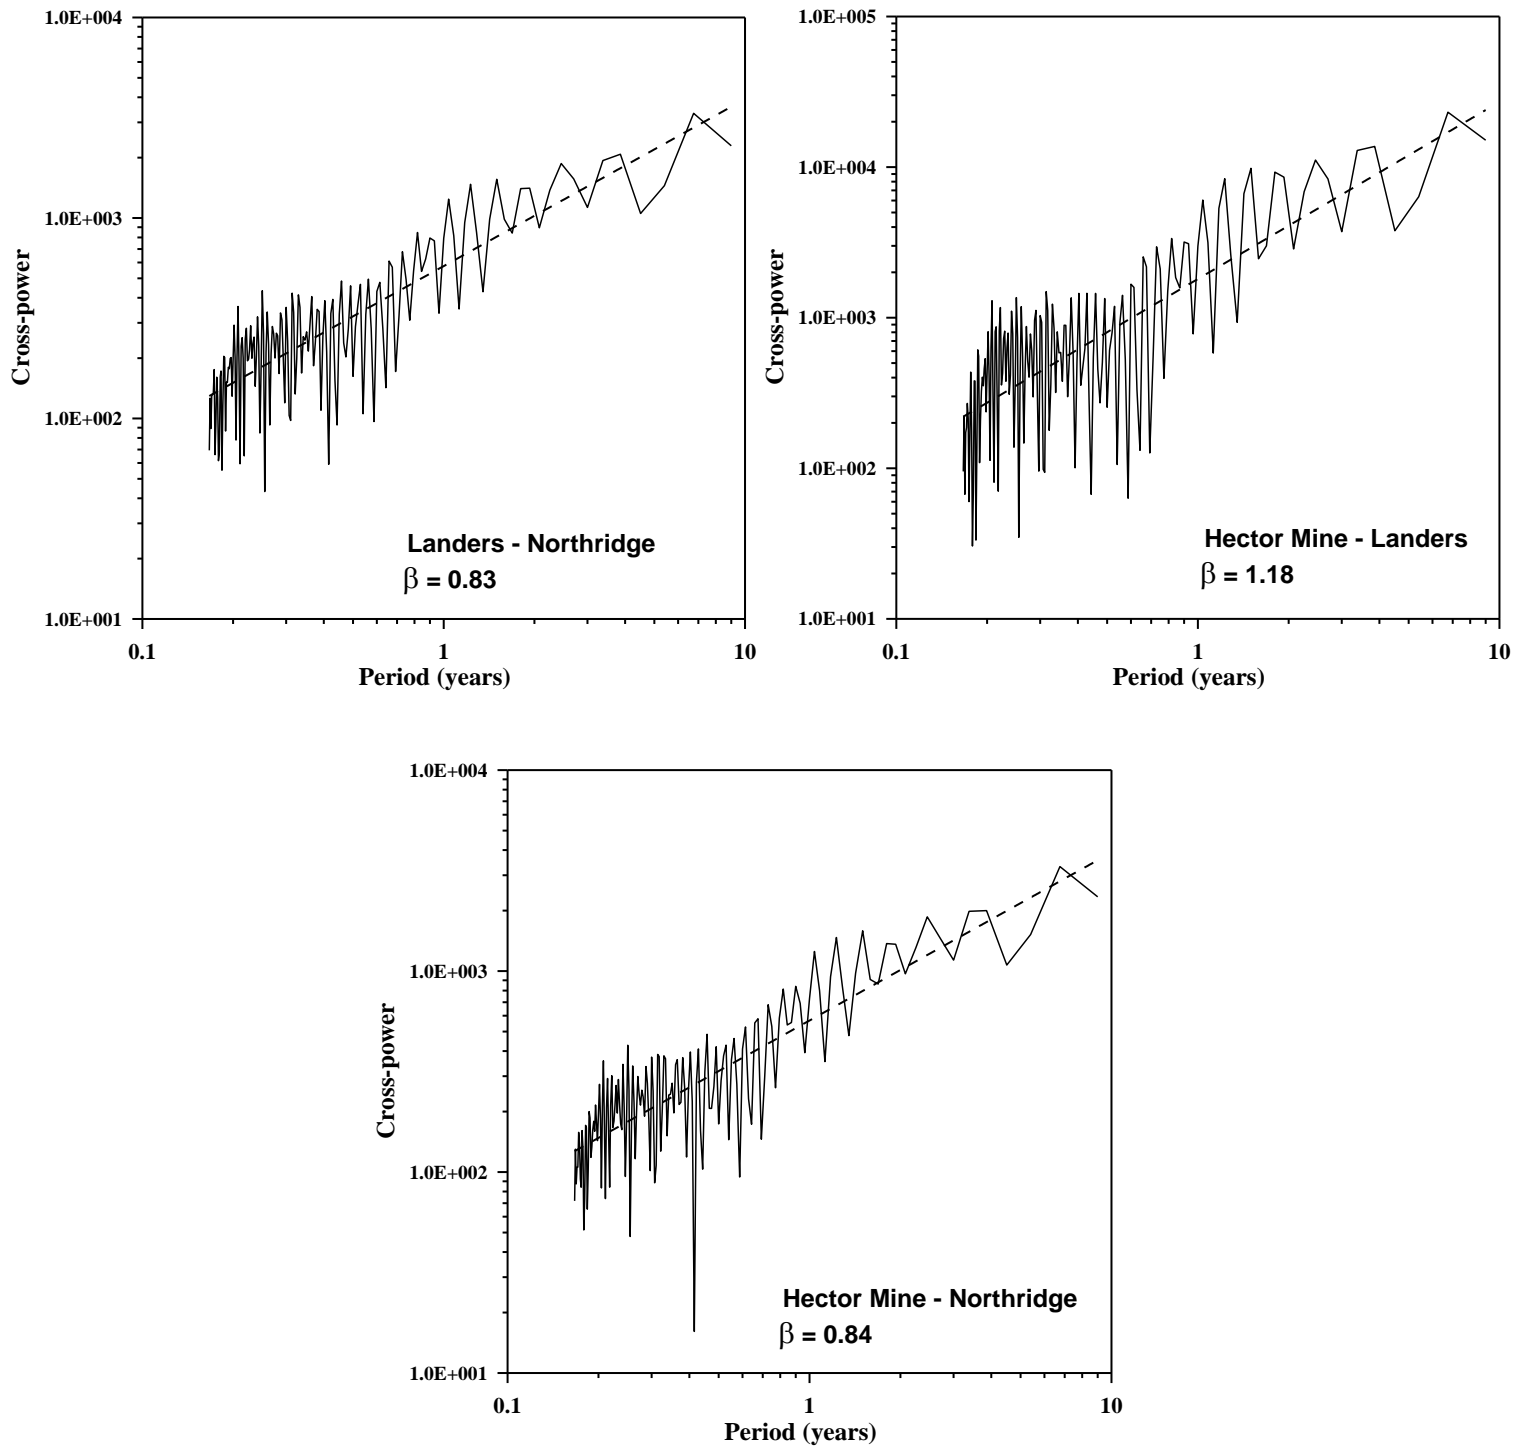 1.0E+004
1.0E+003
1.0E+002
1.0E+001
Cross-power
Landers - Northridge
β = 0.83
0.1 1 10
Period (years)
1.0E+005
1.0E+004
1.0E+003
1.0E+002
1.0E+001
Cross-power
Hector Mine - Landers
β = 1.18
0.1 1 10
Period (years)
1.0E+004
1.0E+003
1.0E+002
1.0E+001
Cross-power
Hector Mine - Northridge
β = 0.84
0.1 1 10
Period (years)